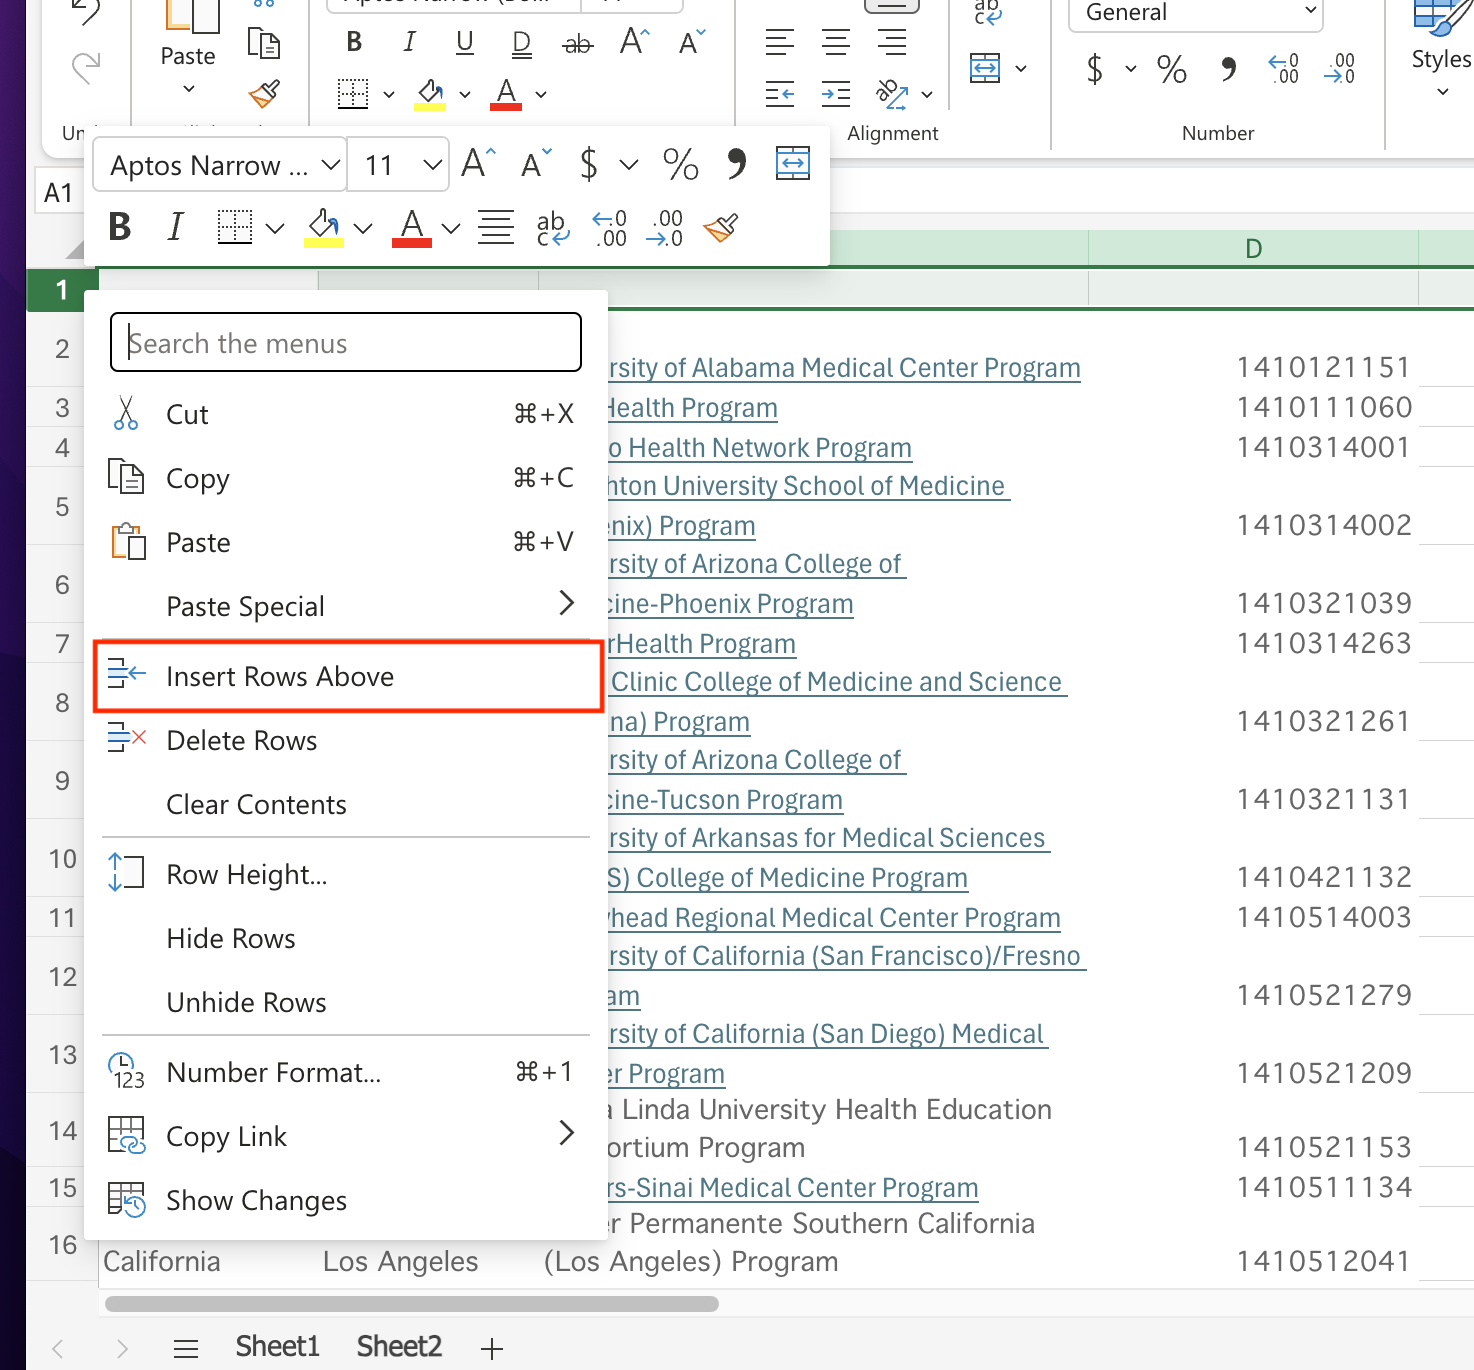 General
Paste
B I U D ab A A
$ % 9 .00 .00
A
Styles
Alignment
Number
Aptos Narrow ... 11 A A $ %
A1
B I A ab c .0 .00 .00 .0
D
1
Search the menus
2 rsity of Alabama Medical Center Program 1410121151
Cut ⌘+X
3 Health Program 1410111060
4 o Health Network Program 1410314001
Copy ⌘+C
5 hton University School of Medicine
enix) Program 1410314002
Paste ⌘+V
6 rsity of Arizona College of
cine-Phoenix Program 1410321039
Paste Special
7 rHealth Program 1410314263
Insert Rows Above
8 Clinic College of Medicine and Science
na) Program 1410321261
Delete Rows
9 rsity of Arizona College of
cine-Tucson Program 1410321131
Clear Contents
10 rsity of Arkansas for Medical Sciences
S) College of Medicine Program 1410421132
Row Height...
11 head Regional Medical Center Program 1410514003
Hide Rows
12 rsity of California (San Francisco)/Fresno
am 1410521279
Unhide Rows
13 rsity of California (San Diego) Medical
er Program 1410521209
Number Format... ⌘+1
14 a Linda University Health Education
ortium Program 1410521153
Copy Link
15 rs-Sinai Medical Center Program 1410511134
Show Changes
16 er Permanente Southern California
California Los Angeles (Los Angeles) Program 1410512041
Sheet1 Sheet2